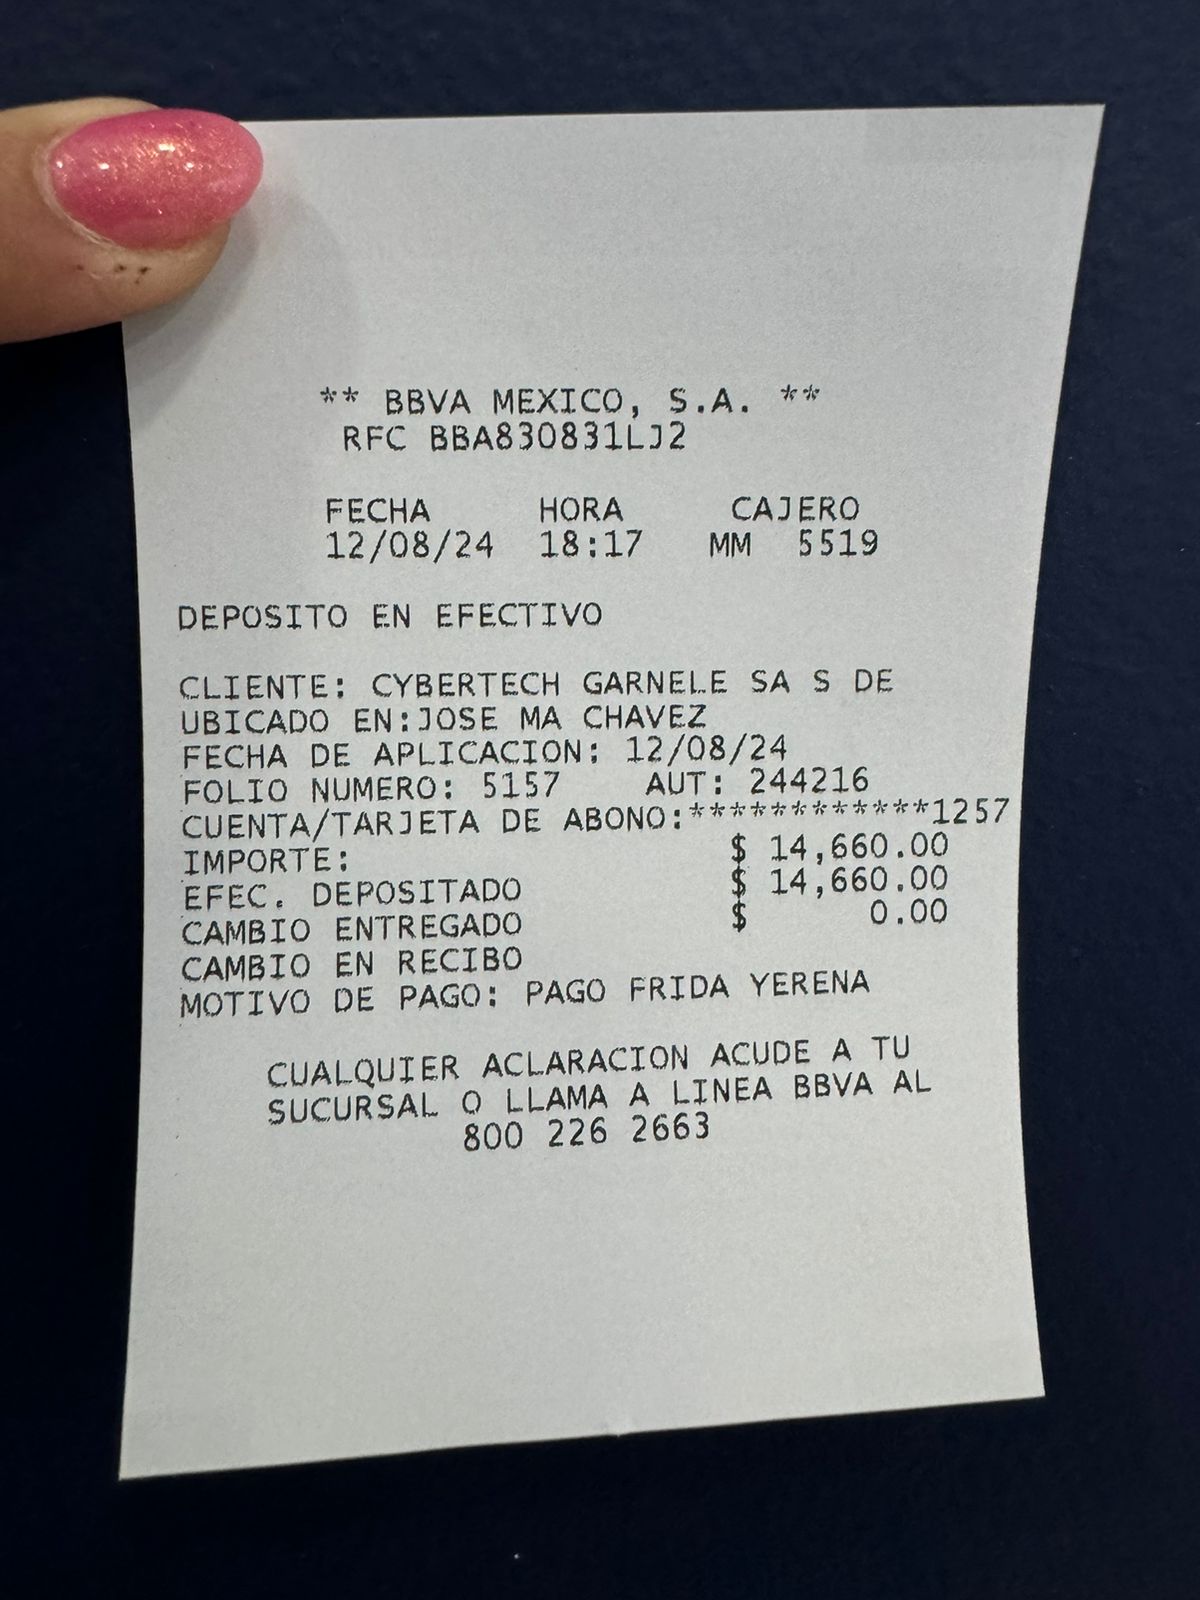 ** BBVA MEXICO, S.A. **
RFC BBA830831LJ2
FECHA HORA CAJERO
12/08/24 18:17 MM 5519
DEPOSITO EN EFECTIVO
CLIENTE: CYBERTECH GARNELE SA S DE
UBICADO EN:JOSE MA CHAVEZ
FECHA DE APLICACION: 12/08/24
FOLIO NUMERO: 5157 AUT: 244216
CUENTA/TARJETA DE ABONO:************1257
IMPORTE: $ 14,660.00
EFEC. DEPOSITADO $ 14,660.00
CAMBIO ENTREGADO $ 0.00
CAMBIO EN RECIBO
MOTIVO DE PAGO: PAGO FRIDA YERENA
CUALQUIER ACLARACION ACUDE A TU
SUCURSAL O LLAMA A LINEA BBVA AL
800 226 2663